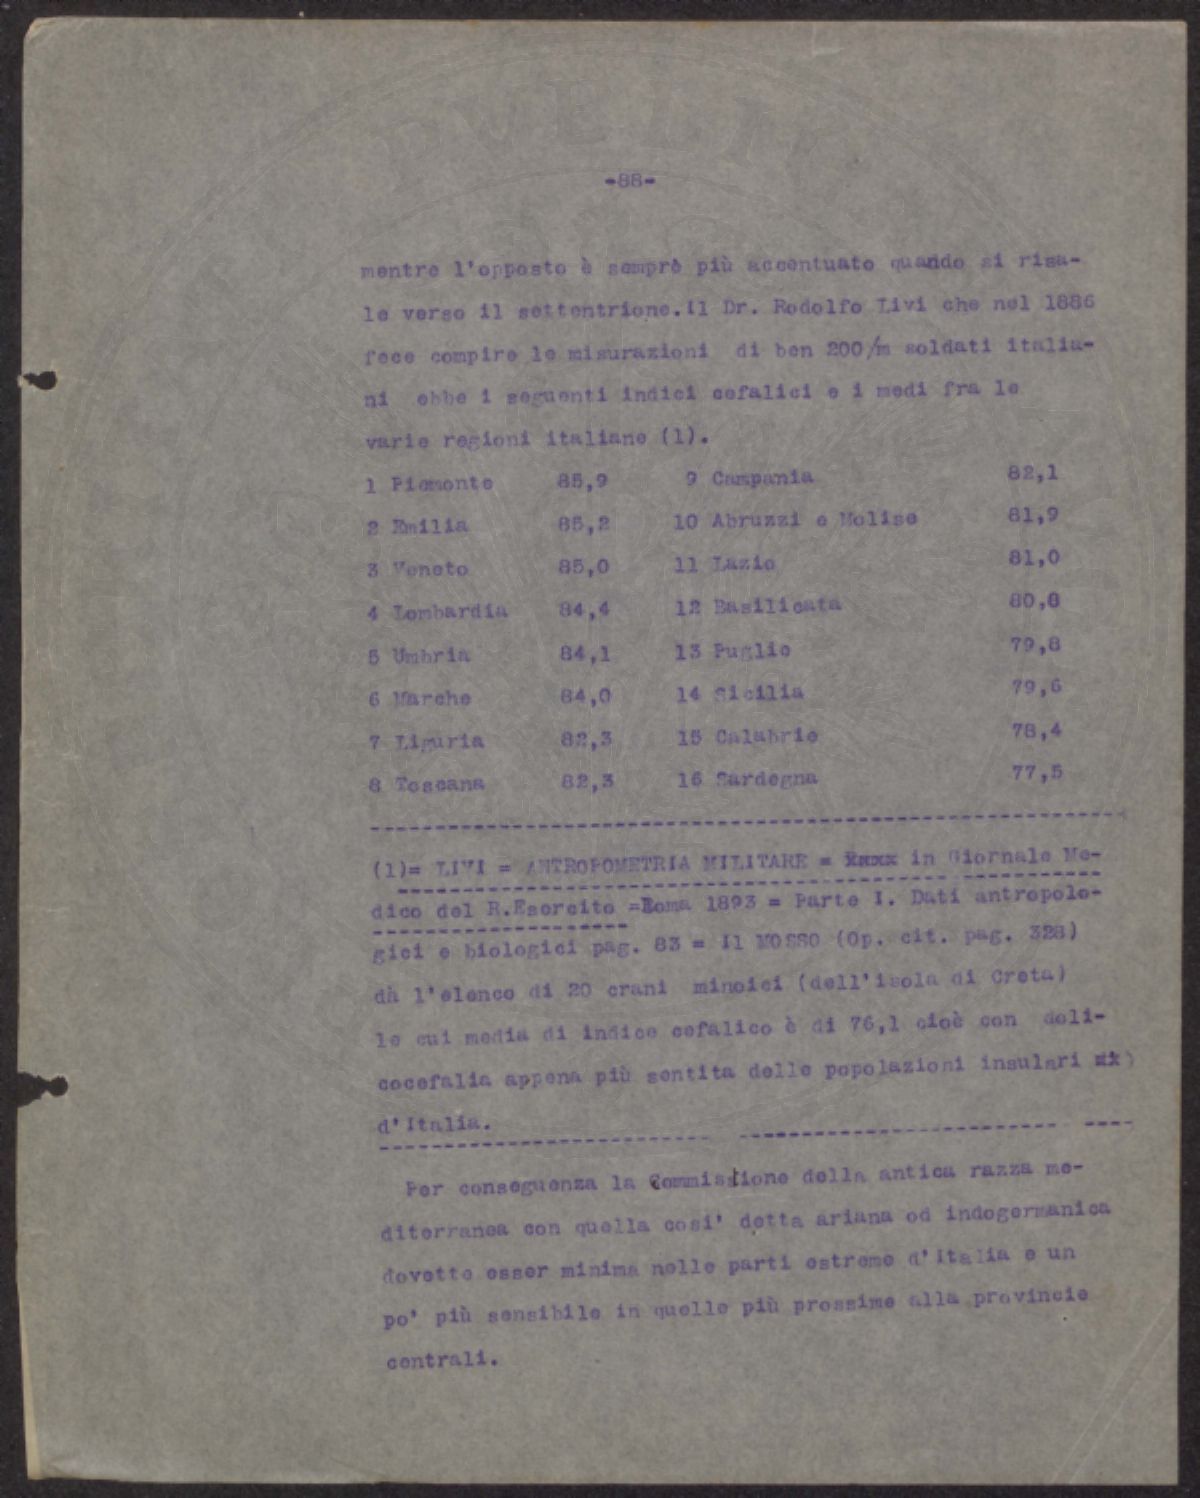 -88-
mentre l'opposto è sempre più accentuato quando si risa-
le verso il settentrione.Il Dr. Rodolfo Livi che nel 1886
fece compire le misurazioni di ben 200/m soldati italia-
ni ebbe i seguenti indici cefalici e i medi fra le
varie regioni italiane (1).
1 Piemonte 85,9 9 Campania 82,1
2 Emilia 85,2 10 Abruzzi e Molise 81,9
3 Veneto 85,0 11 Lazio 81,0
4 Lombardia 84,4 12 Basilicata 80,8
5 Umbria 84,1 13 Puglie 79,8
6 Marche 84,0 14 Sicilia 79,6
7 Liguria 82,3 15 Calabrie 78,4
8 Toscana 82,3 16 Sardegna 77,5
(1)= LIVI = ANTROPOMETRIA MILITARE = in Giornale Me-
dico del R.Esercito =Roma 1893 = Parte I. Dati antropolo-
gici e biologici pag. 83 = Il MOSSO (Op. cit. pag. 328)
dà l'elenco di 20 crani minoici (dell'isola di Creta)
le cui media di indice cefalico è di 76,1 cioè con doli-
cocefalia appena più sentita delle popolazioni insulari
d'Italia.
Per conseguenza la Commistione della antica razza me-
diterranea con quella cosi' detta ariana od indogermanica
dovette esser minima nelle parti estreme d'Italia e un
po' più sensibile in quelle più prossime alla provincie
centrali.